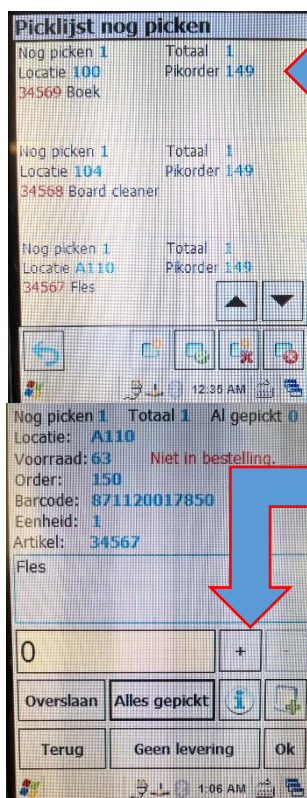 Picklijst nog picken
Nog picken 1 Totaal 1
Locatie 100 Pikorder 149
34569 Boek
Nog picken 1 Totaal 1
Locatie 104 Pikorder 149
34568 Board cleaner
Nog picken 1 Totaal 1
Locatie A110 Pikorder 149
34567 Fles
12:35 AM
Nog picken 1 Totaal 1 Al gepickt 0
Locatie: A110
Voorraad: 63 Niet in bestelling.
Order: 150
Barcode: 871120017850
Eenheid: 1
Artikel: 34567
Fles
0 + -
Overslaan Alles gepickt i
Terug Geen levering Ok
1:06 AM